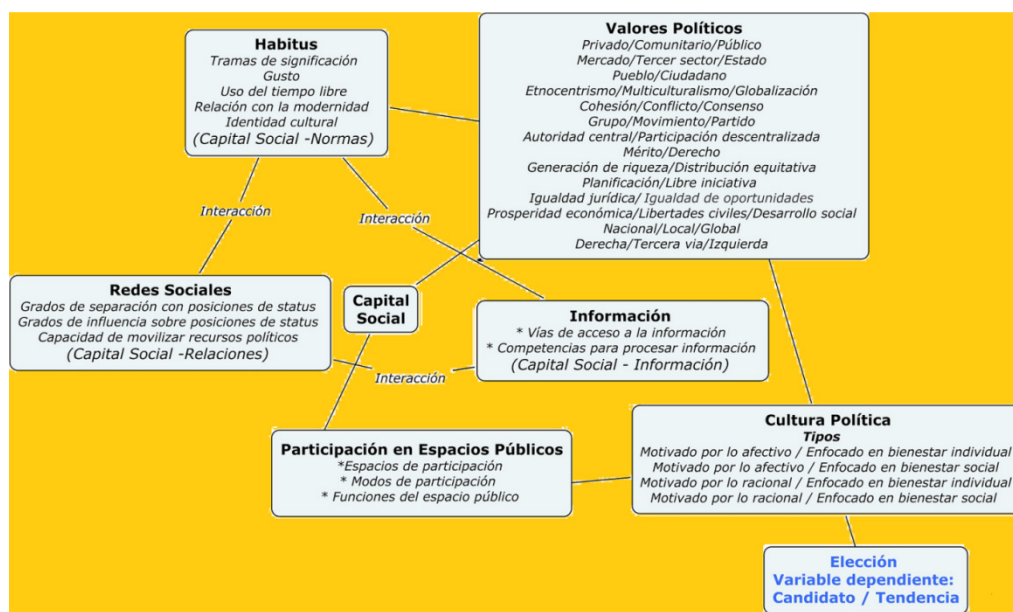 Habitus
Tramas de significación
Gusto
Uso del tiempo libre
Relación con la modernidad
Identidad cultural
(Capital Social -Normas)
Valores Políticos
Privado/Comunitario/Público
Mercado/Tercer sector/Estado
Pueblo/Ciudadano
Etnocentrismo/Multiculturalismo/Globalización
Cohesión/Conflicto/Consenso
Grupo/Movimiento/Partido
Autoridad central/Participación descentralizada
Mérito/Derecho
Generación de riqueza/Distribución equitativa
Planificación/Libre iniciativa
Igualdad jurídica/ Igualdad de oportunidades
Prosperidad económica/Libertades civiles/Desarrollo social
Nacional/Local/Global
Derecha/Tercera via/Izquierda
Interacción
Interacción
Redes Sociales
Grados de separación con posiciones de status
Grados de influencia sobre posiciones de status
Capacidad de movilizar recursos políticos
(Capital Social -Relaciones)
Capital
Social
Información
* Vías de acceso a la información
* Competencias para procesar información
(Capital Social - Información)
Interacción
Participación en Espacios Públicos
*Espacios de participación
* Modos de participación
* Funciones del espacio público
Cultura Política
Tipos
Motivado por lo afectivo / Enfocado en bienestar individual
Motivado por lo afectivo / Enfocado en bienestar social
Motivado por lo racional / Enfocado en bienestar individual
Motivado por lo racional / Enfocado en bienestar social
Elección
Variable dependiente:
Candidato / Tendencia